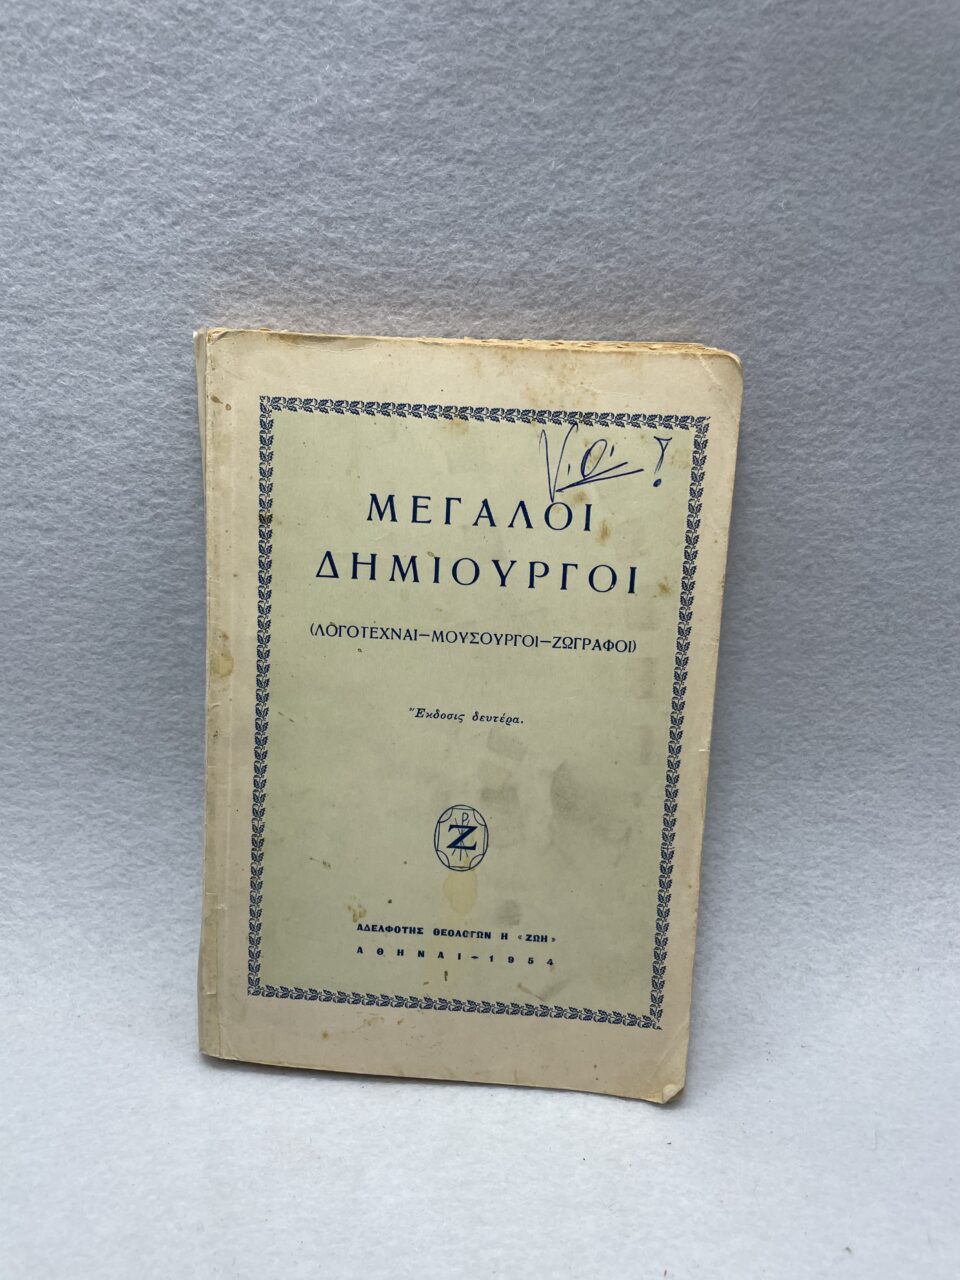 V.O. !
ΜΕΓΑΛΟΙ
ΔΗΜΙΟΥΡΓΟΙ
(ΛΟΓΟΤΕΧΝΑΙ—ΜΟΥΣΟΥΡΓΟΙ—ΖΩΓΡΑΦΟΙ)
Ἔκδοσις δευτέρα.
Ζ
ΑΔΕΛΦΟΤΗΣ ΘΕΟΛΟΓΩΝ Η «ΖΩΗ»
ΑΘΗΝΑΙ—1954